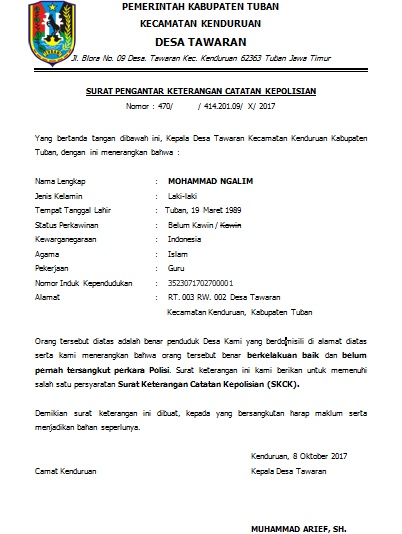 PEMERINTAH KABUPATEN TUBAN
KECAMATAN KENDURUAN
DESA TAWARAN
Jl. Blora No. 09 Desa. Tawaran Kec. Kenduruan 62363 Tuban Jawa Timur
SURAT PENGANTAR KETERANGAN CATATAN KEPOLISIAN
Nomor : 470/ / 414.201.09/ X/ 2017
Yang bertanda tangan dibawah ini, Kepala Desa Tawaran Kecamatan Kenduruan Kabupaten
Tuban, dengan ini menerangkan bahwa :
Nama Lengkap : MOHAMMAD NGALIM
Jenis Kelamin : Laki-laki
Tempat Tanggal Lahir : Tuban, 19 Maret 1989
Status Perkawinan : Belum Kawin / Kawin
Kewarganegaraan : Indonesia
Agama : Islam
Pekerjaan : Guru
Nomor Induk Kependudukan : 3523071702700001
Alamat : RT. 003 RW. 002 Desa Tawaran
Kecamatan Kenduruan, Kabupaten Tuban
Orang tersebut diatas adalah benar penduduk Desa Kami yang berdomisili di alamat diatas
serta kami menerangkan bahwa orang tersebut benar berkelakuan baik dan belum
pernah tersangkut perkara Polisi. Surat keterangan ini kami berikan untuk memenuhi
salah satu persyaratan Surat Keterangan Catatan Kepolisian (SKCK).
Demikian surat keterangan ini dibuat, kepada yang bersangkutan harap maklum serta
menjadikan bahan seperlunya.
Kenduruan, 8 Oktober 2017
Camat Kenduruan Kepala Desa Tawaran
MUHAMMAD ARIEF, SH.